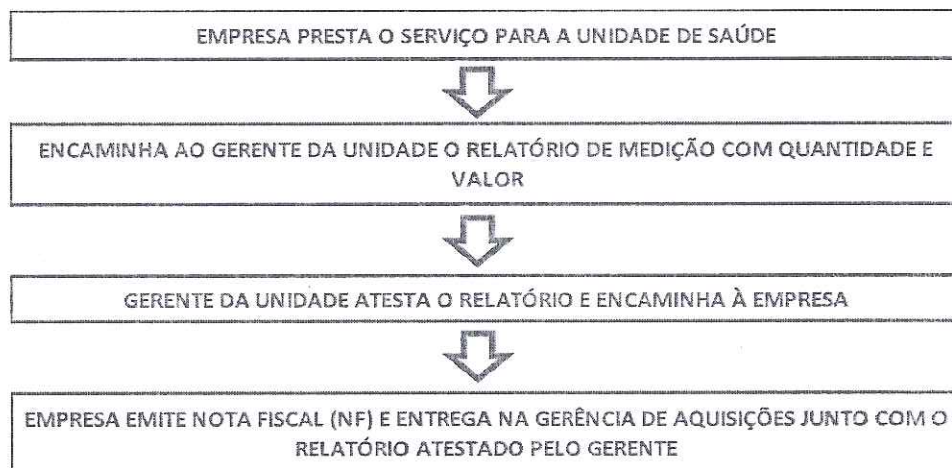 EMPRESA PRESTA O SERVIÇO PARA A UNIDADE DE SAÚDE
ENCAMINHA AO GERENTE DA UNIDADE O RELATÓRIO DE MEDIÇÃO COM QUANTIDADE E
VALOR
GERENTE DA UNIDADE ATESTA O RELATÓRIO E ENCAMINHA À EMPRESA
EMPRESA EMITE NOTA FISCAL (NF) E ENTREGA NA GERÊNCIA DE AQUISIÇÕES JUNTO COM O
RELATÓRIO ATESTADO PELO GERENTE